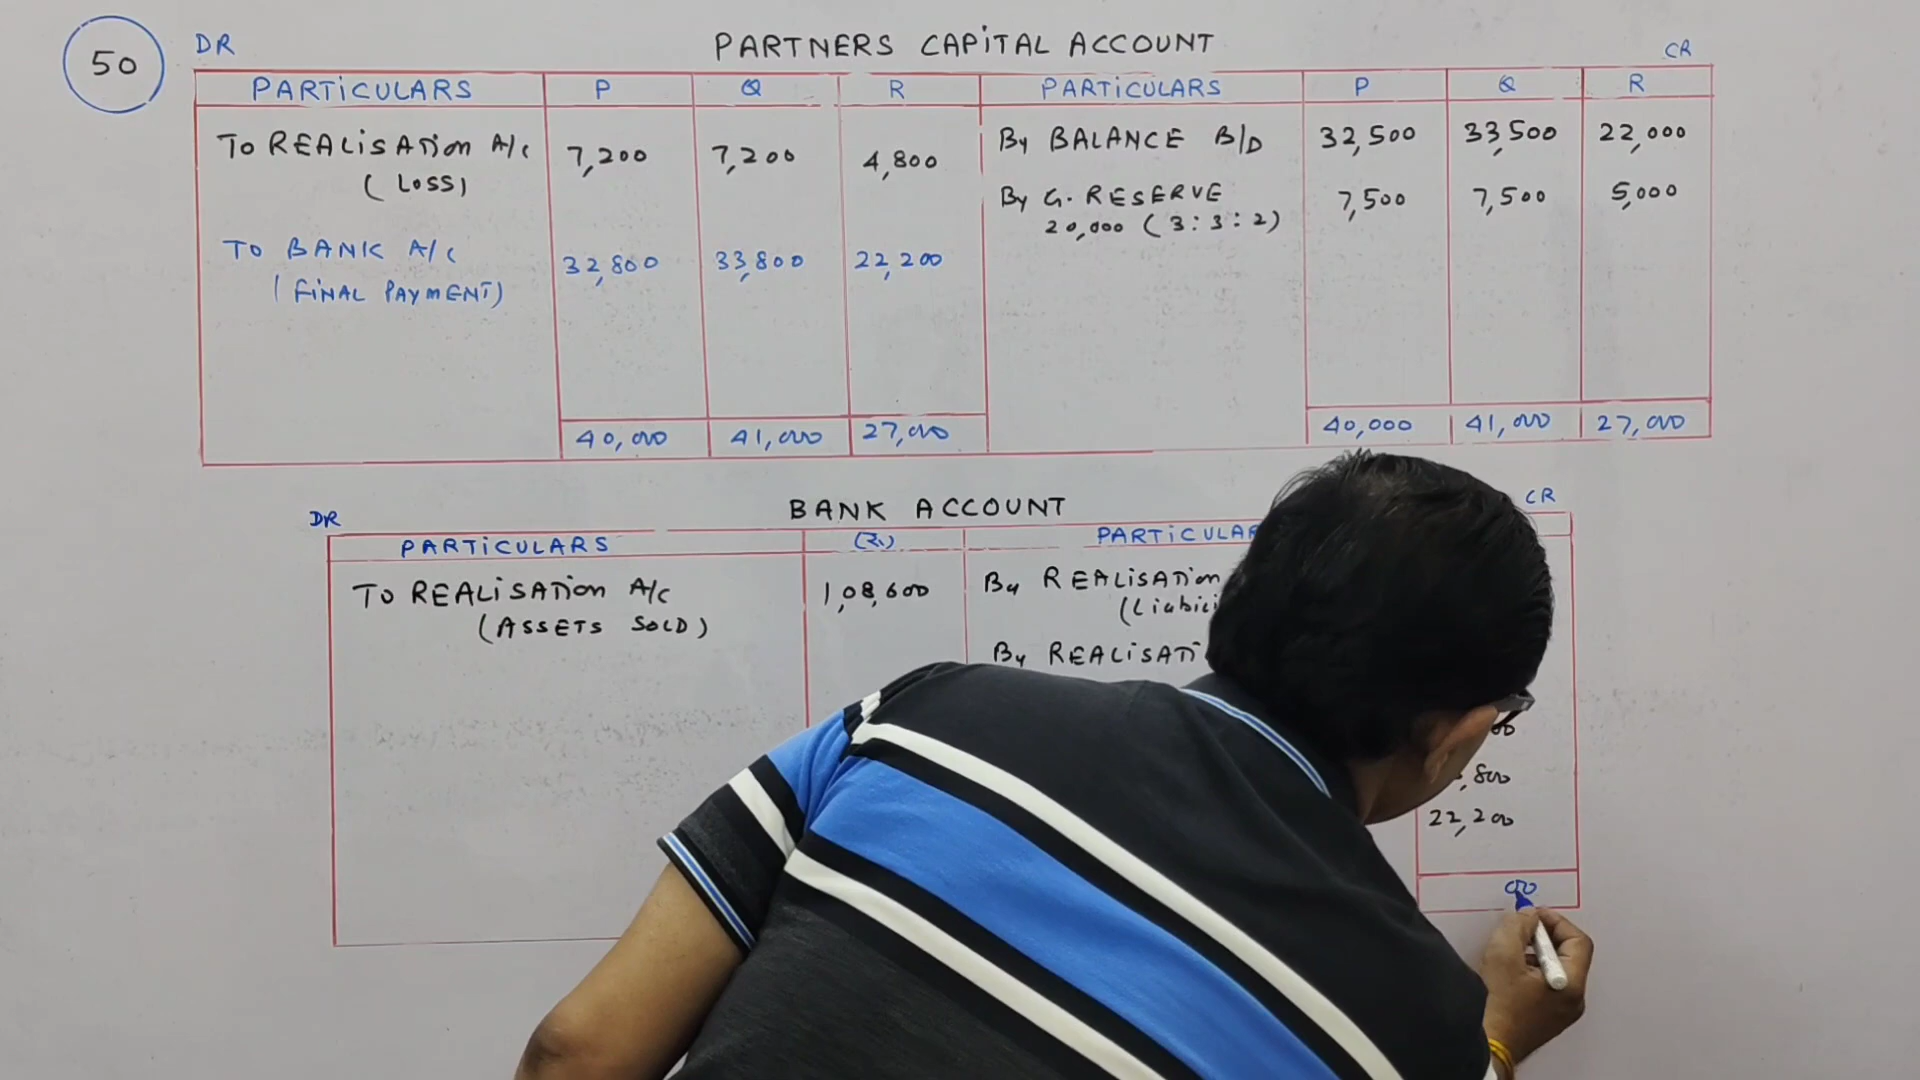 50
DR PARTNERS CAPITAL ACCOUNT CR
PARTICULARS P Q R PARTICULARS P Q R
To REALISATION A/c 7,200 7,200 4,800 By BALANCE B/D 32,500 33,500 22,000
(LOSS)
By G. RESERVE 7,500 7,500 5,000
20,000 (3:3:2)
To BANK A/c 32,800 33,800 22,200
(FINAL PAYMENT)
40,000 41,000 27,000 40,000 41,000 27,000
DR BANK ACCOUNT CR
PARTICULARS (₹) PARTICULAR
To REALISATION A/c 1,08,600 By REALISATION
(ASSETS SOLD)
By REALISATI
,800
22,200
00